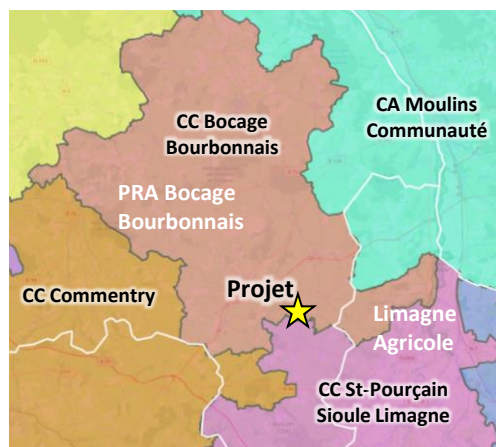 CC Bocage
Bourbonnais
CA Moulins
Communauté
PRA Bocage
Bourbonnais
CC Commentry
Projet
Limagne
Agricole
CC St-Pourçain
Sioule Limagne